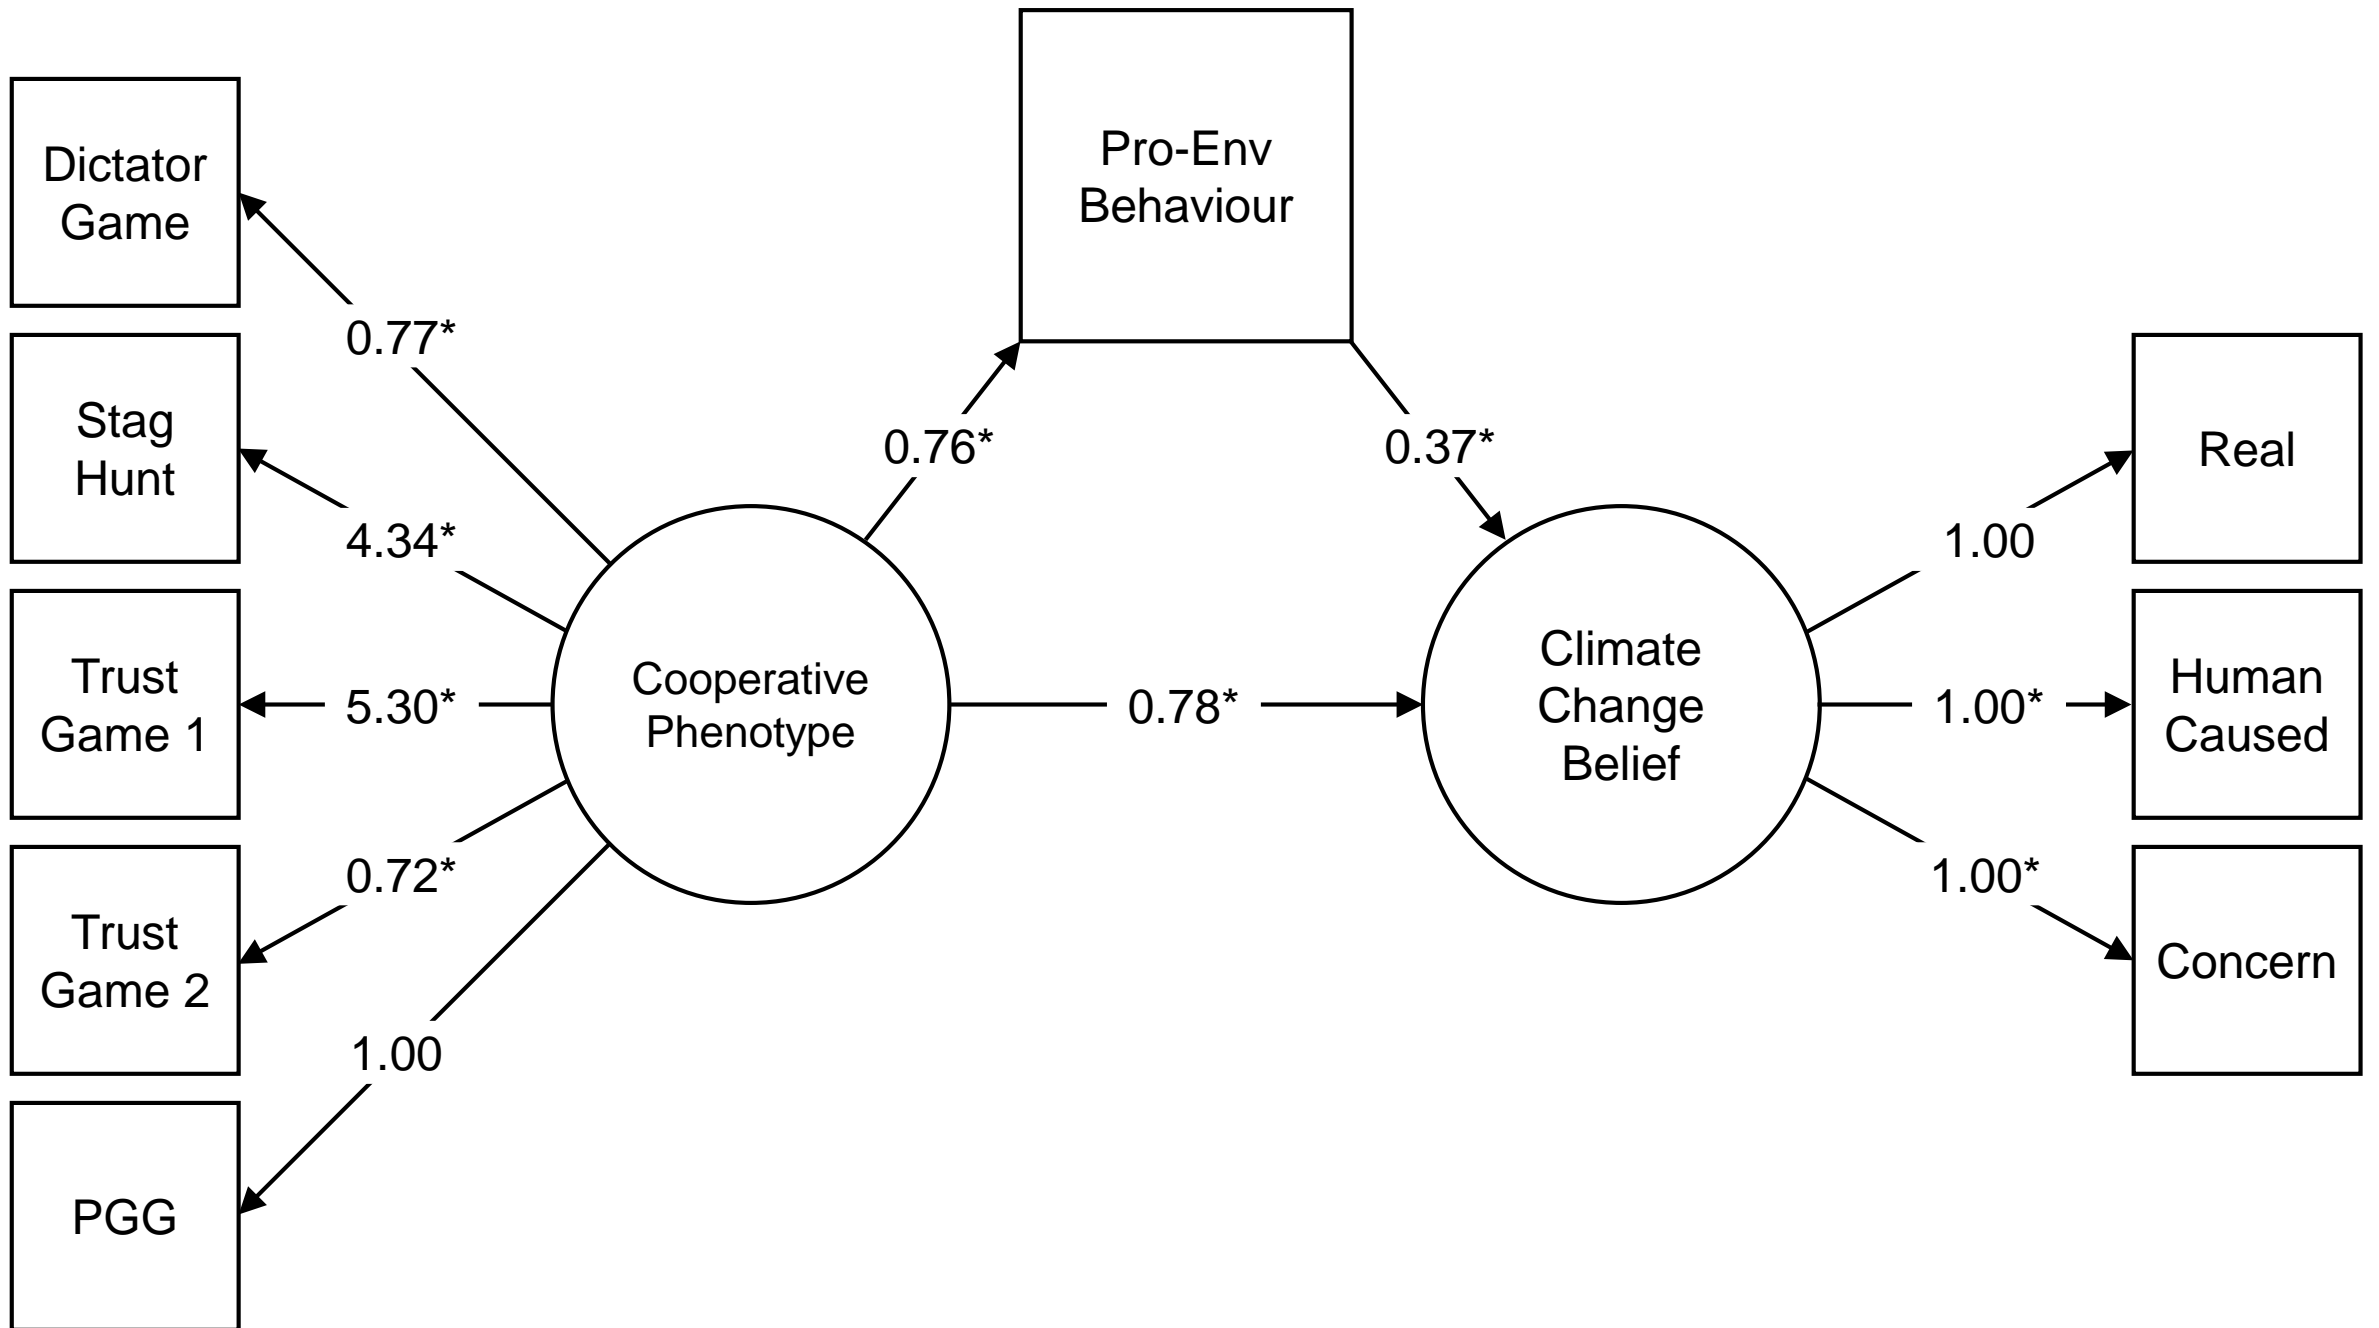 Dictator
Game
Stag
Hunt
Trust
Game 1
Trust
Game 2
PGG
0.77*
4.34*
5.30*
0.72*
1.00
Cooperative
Phenotype
0.76*
Pro-Env
Behaviour
0.37*
0.78*
Climate
Change
Belief
1.00
1.00*
1.00*
Real
Human
Caused
Concern